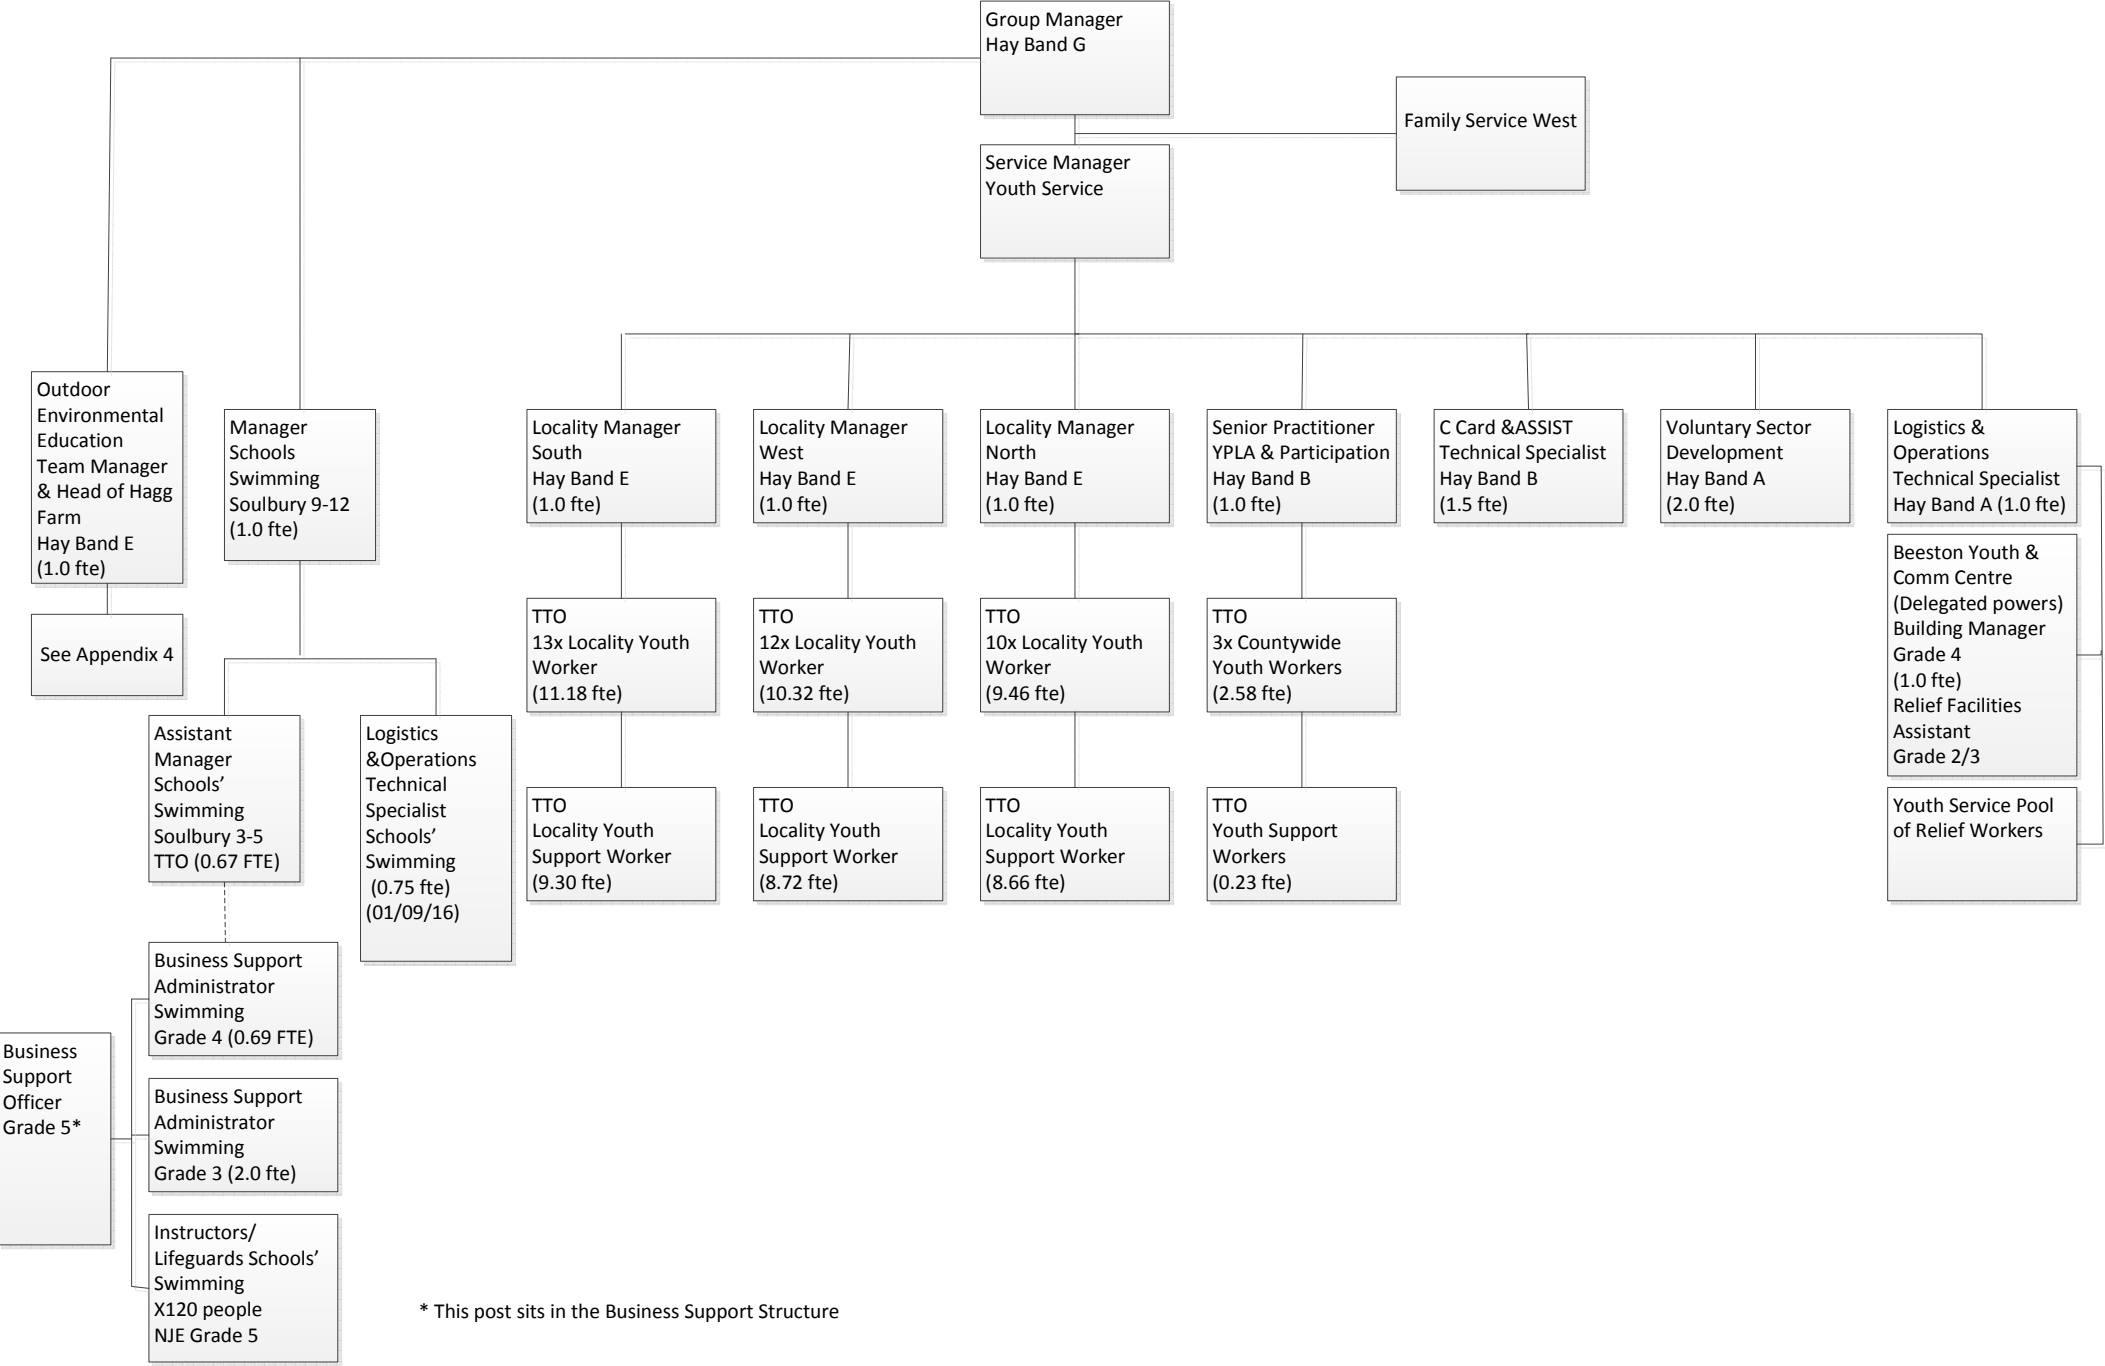 Group Manager
Hay Band G
Family Service West
Service Manager
Youth Service
Outdoor
Environmental
Education
Team Manager
& Head of Hagg
Farm
Hay Band E
(1.0 fte)
See Appendix 4
Manager
Schools
Swimming
Soulbury 9-12
(1.0 fte)
Assistant
Manager
Schools’
Swimming
Soulbury 3-5
TTO (0.67 FTE)
Logistics
&Operations
Technical
Specialist
Schools’
Swimming
(0.75 fte)
(01/09/16)
Business Support
Administrator
Swimming
Grade 4 (0.69 FTE)
Business
Support
Officer
Grade 5*
Business Support
Administrator
Swimming
Grade 3 (2.0 fte)
Instructors/
Lifeguards Schools’
Swimming
X120 people
NJE Grade 5
Locality Manager
South
Hay Band E
(1.0 fte)
TTO
13x Locality Youth
Worker
(11.18 fte)
TTO
Locality Youth
Support Worker
(9.30 fte)
Locality Manager
West
Hay Band E
(1.0 fte)
TTO
12x Locality Youth
Worker
(10.32 fte)
TTO
Locality Youth
Support Worker
(8.72 fte)
Locality Manager
North
Hay Band E
(1.0 fte)
TTO
10x Locality Youth
Worker
(9.46 fte)
TTO
Locality Youth
Support Worker
(8.66 fte)
Senior Practitioner
YPLA & Participation
Hay Band B
(1.0 fte)
TTO
3x Countywide
Youth Workers
(2.58 fte)
TTO
Youth Support
Workers
(0.23 fte)
C Card &ASSIST
Technical Specialist
Hay Band B
(1.5 fte)
Voluntary Sector
Development
Hay Band A
(2.0 fte)
Logistics &
Operations
Technical Specialist
Hay Band A (1.0 fte)
Beeston Youth &
Comm Centre
(Delegated powers)
Building Manager
Grade 4
(1.0 fte)
Relief Facilities
Assistant
Grade 2/3
Youth Service Pool
of Relief Workers
* This post sits in the Business Support Structure